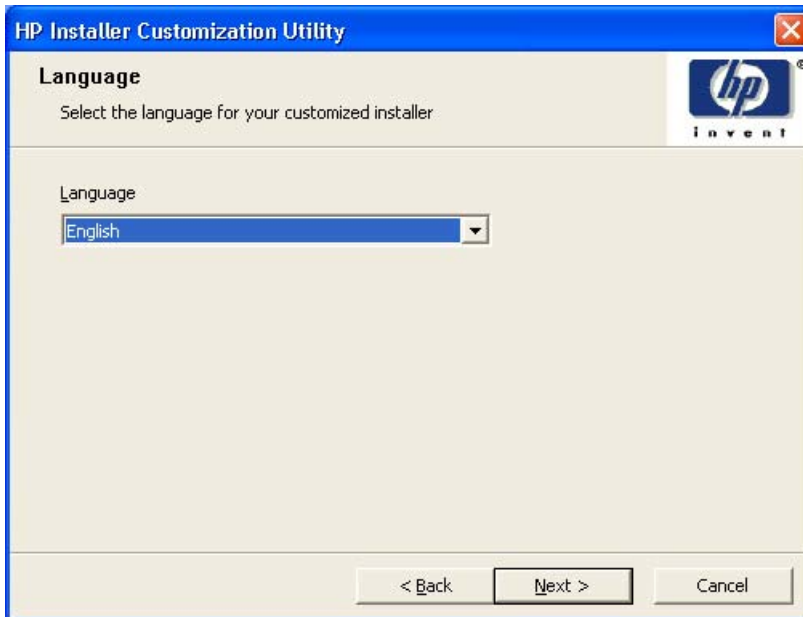 HP Installer Customization Utility
Language
Select the language for your customized installer
hp
®
invent
Language
English
< Back
Next >
Cancel